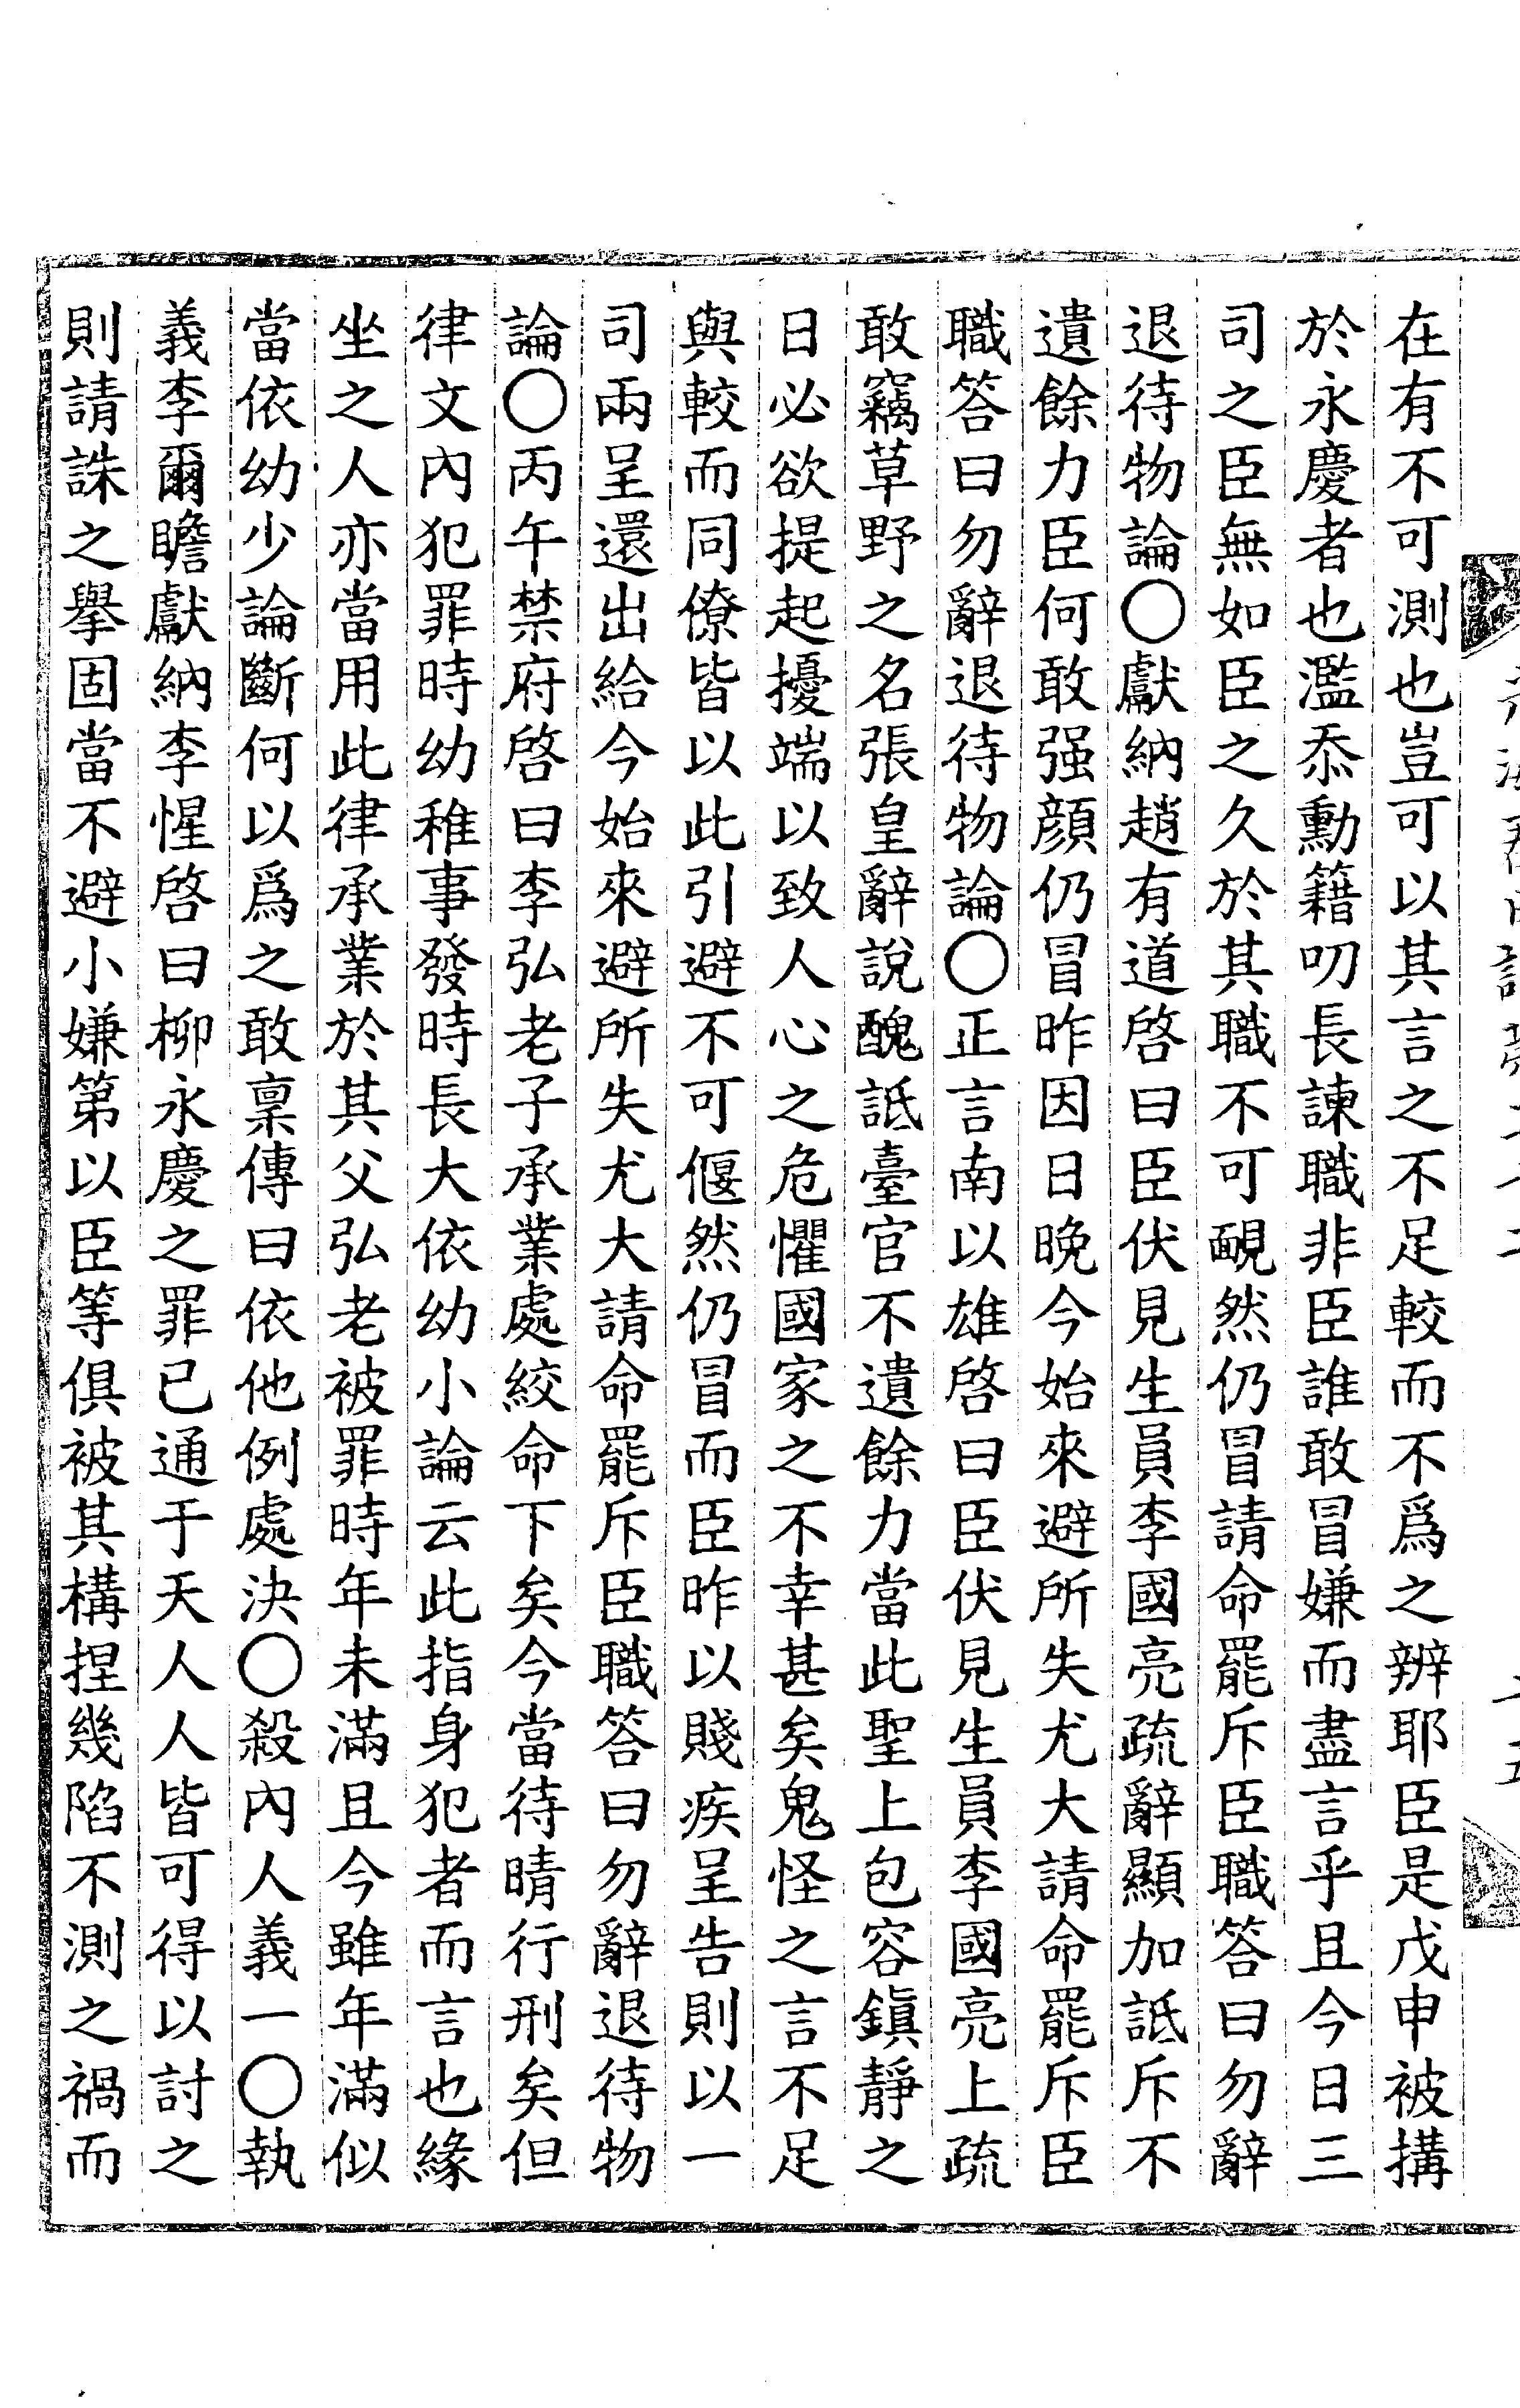 在有不可測也豈可以其言之不足較而不爲之辨耶臣是戊申被搆
於永慶者也濫忝勳籍叨長諫職非臣誰敢冒嫌而盡言乎且今日三
司之臣無如臣之久於其職不可靦然仍冒請命罷斥臣職答曰勿辭
退待物論〇獻納趙有道啓曰臣伏見生員李國亮疏辭顯加詆斥不
遺餘力臣何敢强顔仍冒昨因日晩今始來避所失尤大請命罷斥臣
職答曰勿辭退待物論〇正言南以雄啓曰臣伏見生員李國亮上疏
敢竊草野之名張皇辭說醜詆臺官不遺餘力當此聖上包容鎭靜之
日必欲提起擾端以致人心之危懼國家之不幸甚矣鬼怪之言不足
與較而同僚皆以此引避不可偃然仍冒而臣昨以賤疾呈告則以一
司兩呈還出給今始來避所失尤大請命罷斥臣職答曰勿辭退待物
論〇丙午禁府啓曰李弘老子承業處絞命下矣今當待晴行刑矣但
律文內犯罪時幼稚事發時長大依幼小論云此指身犯者而言也緣
坐之人亦當用此律承業於其父弘老被罪時年未滿且今雖年滿似
當依幼少論斷何以爲之敢稟傳曰依他例處決〇殺內人義一〇執
義李爾瞻獻納李惺啓曰柳永慶之罪已通于天人人皆可得以討之
則請誅之擧固當不避小嫌第以臣等俱被其構捏幾陷不測之禍而